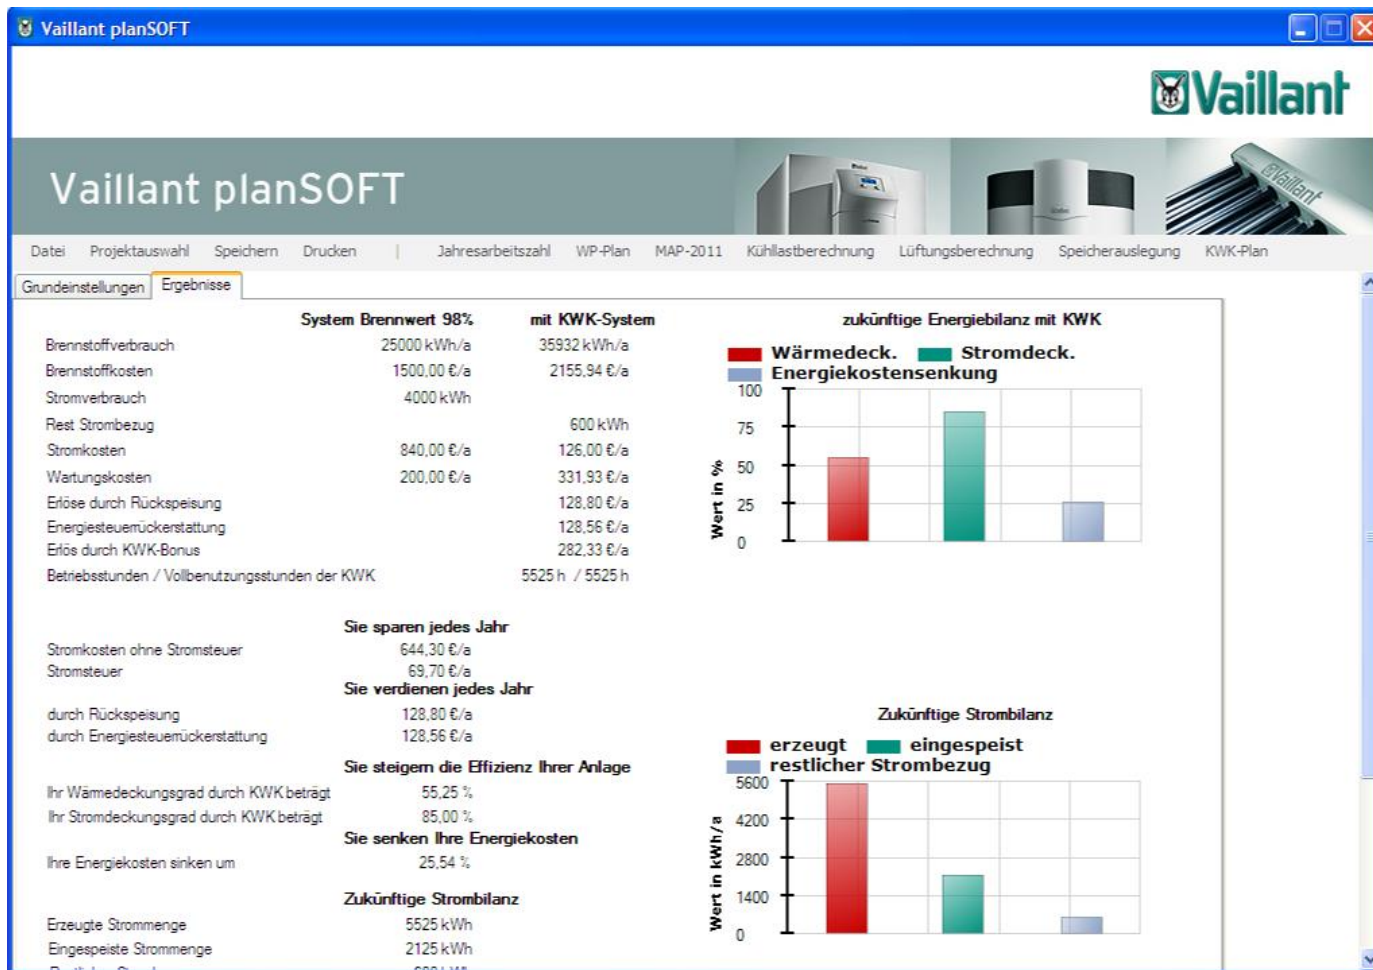 Vaillant planSOFT
Vaillant
Vaillant planSOFT
Vaillant
Datei Projektauswahl Speichern Drucken | Jahresarbeitszahl WP-Plan MAP-2011 Kühllastberechnung Lüftungsberechnung Speicherauslegung KWK-Plan
Grundeinstellungen Ergebnisse
System Brennwert 98% mit KWK-System
Brennstoffverbrauch 25000 kWh/a 35932 kWh/a
Brennstoffkosten 1500,00 €/a 2155,94 €/a
Stromverbrauch 4000 kWh
Rest Strombezug 600 kWh
Stromkosten 840,00 €/a 126,00 €/a
Wartungskosten 200,00 €/a 331,93 €/a
Erlöse durch Rückspeisung 128,80 €/a
Energiesteuerrückerstattung 128,56 €/a
Erlös durch KWK-Bonus 282,33 €/a
Betriebsstunden / Vollbenutzungsstunden der KWK 5525 h / 5525 h
Sie sparen jedes Jahr
Stromkosten ohne Stromsteuer 644,30 €/a
Stromsteuer 69,70 €/a
Sie verdienen jedes Jahr
durch Rückspeisung 128,80 €/a
durch Energiesteuerrückerstattung 128,56 €/a
Sie steigern die Effizienz Ihrer Anlage
Ihr Wärmedeckungsgrad durch KWK beträgt 55,25 %
Ihr Stromdeckungsgrad durch KWK beträgt 85,00 %
Sie senken Ihre Energiekosten
Ihre Energiekosten sinken um 25,54 %
Zukünftige Strombilanz
Erzeugte Strommenge 5525 kWh
Eingespeiste Strommenge 2125 kWh
zukünftige Energiebilanz mit KWK
Wärmedeck. Stromdeck.
Energiekostensenkung
100
75
50
25
0
Wert in %
Zukünftige Strombilanz
erzeugt eingespeist
restlicher Strombezug
5600
4200
2800
1400
0
Wert in kWh/a